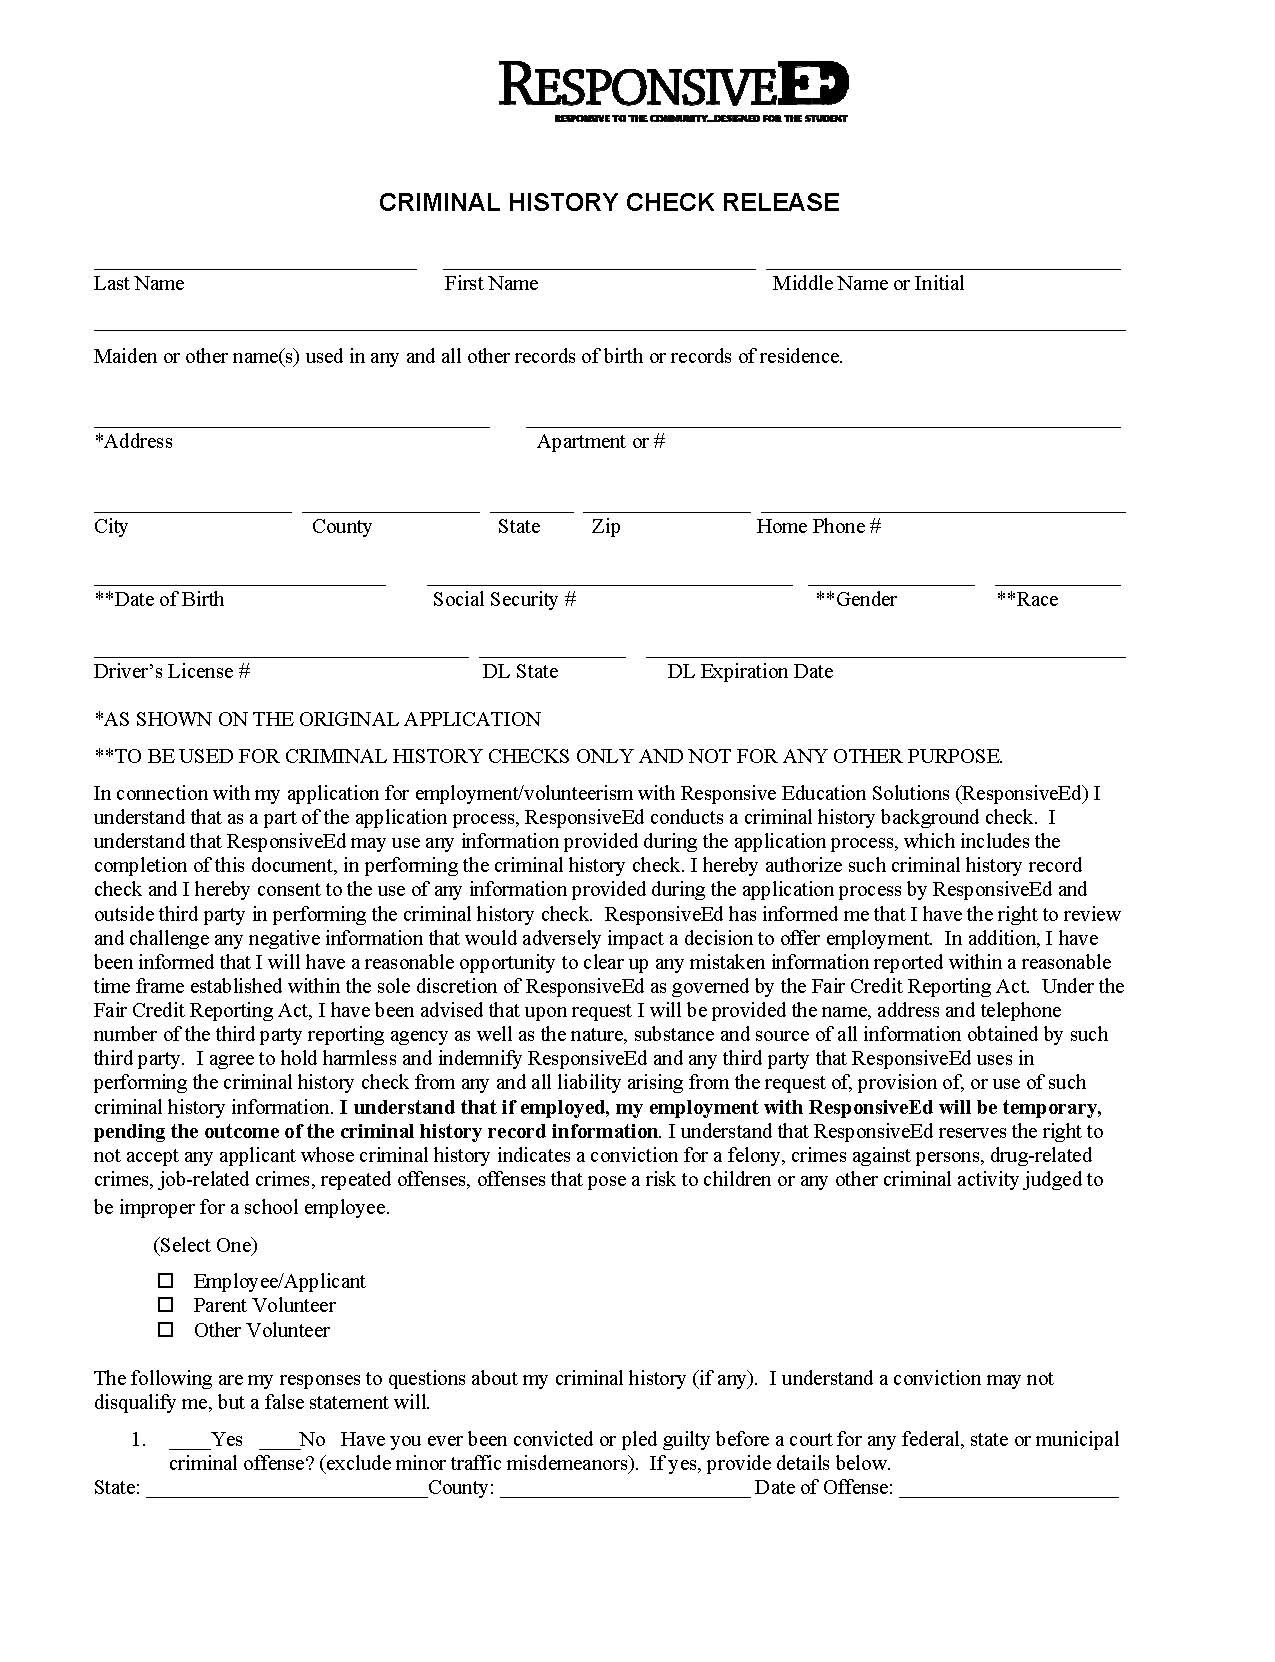 RESPONSIVEED
RESPONSIVE TO THE COMMUNITY...DESIGNED FOR THE STUDENT
CRIMINAL HISTORY CHECK RELEASE
Last Name First Name Middle Name or Initial
Maiden or other name(s) used in any and all other records of birth or records of residence.
*Address Apartment or #
City County State Zip Home Phone #
**Date of Birth Social Security # **Gender **Race
Driver's License # DL State DL Expiration Date
*AS SHOWN ON THE ORIGINAL APPLICATION
**TO BE USED FOR CRIMINAL HISTORY CHECKS ONLY AND NOT FOR ANY OTHER PURPOSE.
In connection with my application for employment/volunteerism with Responsive Education Solutions (ResponsiveEd) I
understand that as a part of the application process, ResponsiveEd conducts a criminal history background check. I
understand that ResponsiveEd may use any information provided during the application process, which includes the
completion of this document, in performing the criminal history check. I hereby authorize such criminal history record
check and I hereby consent to the use of any information provided during the application process by ResponsiveEd and
outside third party in performing the criminal history check. ResponsiveEd has informed me that I have the right to review
and challenge any negative information that would adversely impact a decision to offer employment. In addition, I have
been informed that I will have a reasonable opportunity to clear up any mistaken information reported within a reasonable
time frame established within the sole discretion of ResponsiveEd as governed by the Fair Credit Reporting Act. Under the
Fair Credit Reporting Act, I have been advised that upon request I will be provided the name, address and telephone
number of the third party reporting agency as well as the nature, substance and source of all information obtained by such
third party. I agree to hold harmless and indemnify ResponsiveEd and any third party that ResponsiveEd uses in
performing the criminal history check from any and all liability arising from the request of, provision of, or use of such
criminal history information. I understand that if employed, my employment with ResponsiveEd will be temporary,
pending the outcome of the criminal history record information. I understand that ResponsiveEd reserves the right to
not accept any applicant whose criminal history indicates a conviction for a felony, crimes against persons, drug-related
crimes, job-related crimes, repeated offenses, offenses that pose a risk to children or any other criminal activity judged to
be improper for a school employee.
(Select One)
☐ Employee/Applicant
☐ Parent Volunteer
☐ Other Volunteer
The following are my responses to questions about my criminal history (if any). I understand a conviction may not
disqualify me, but a false statement will.
1. ____Yes ____No Have you ever been convicted or pled guilty before a court for any federal, state or municipal
criminal offense? (exclude minor traffic misdemeanors). If yes, provide details below.
State: ___________________________County: ________________________ Date of Offense: _____________________